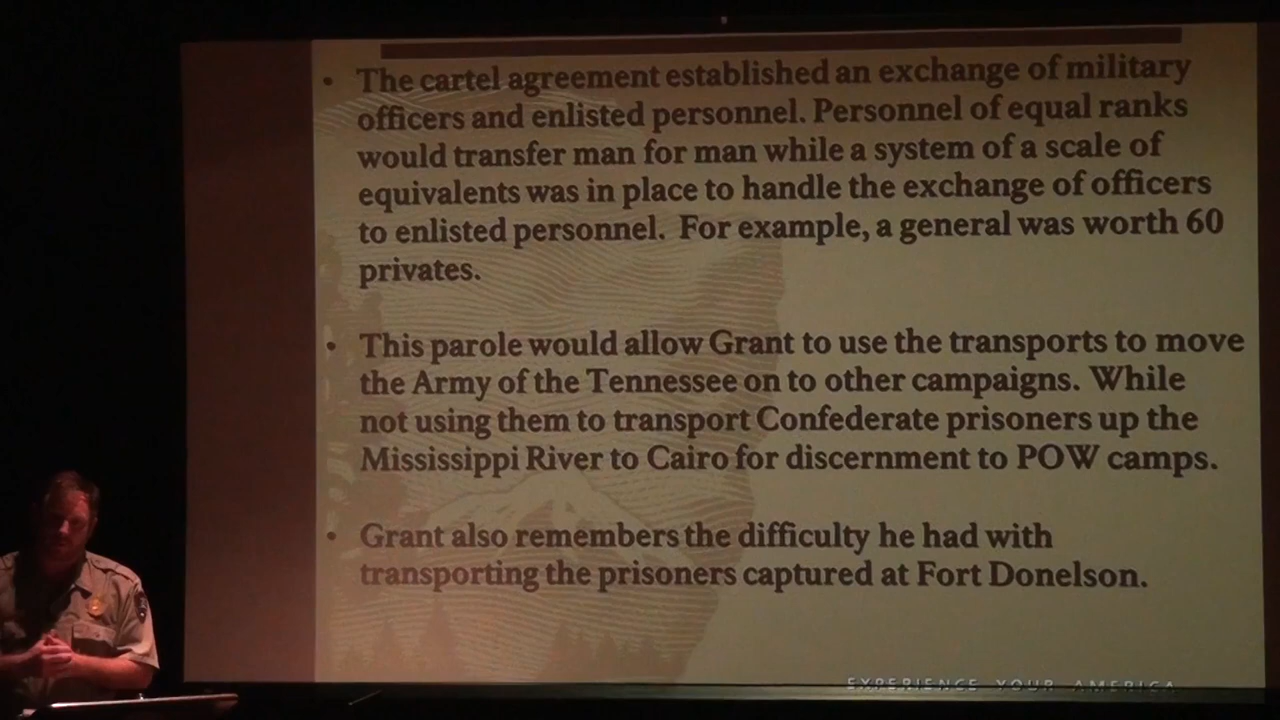 • The cartel agreement established an exchange of military
officers and enlisted personnel. Personnel of equal ranks
would transfer man for man while a system of a scale of
equivalents was in place to handle the exchange of officers
to enlisted personnel. For example, a general was worth 60
privates.
• This parole would allow Grant to use the transports to move
the Army of the Tennessee on to other campaigns. While
not using them to transport Confederate prisoners up the
Mississippi River to Cairo for discernment to POW camps.
• Grant also remembers the difficulty he had with
transporting the prisoners captured at Fort Donelson.
EXPERIENCE YOUR AMERICA